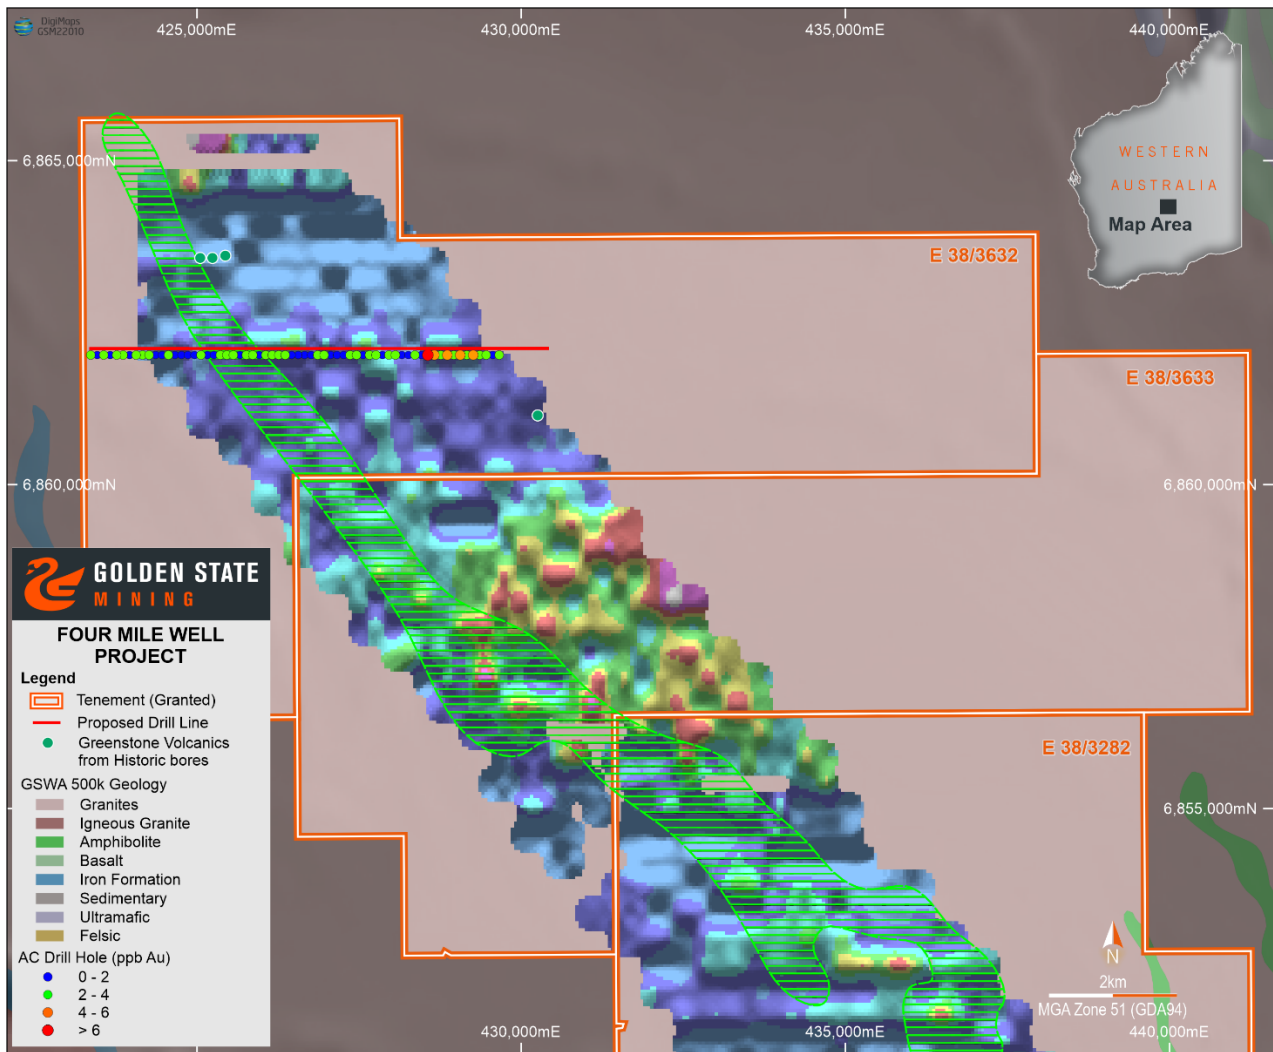 DigiMaps
GSM22010
425,000mE
430,000mE
435,000mE
440,000mE
WESTERN
AUSTRALIA
Map Area
6,865,000mN
E 38/3632
E 38/3633
6,860,000mN
6,860,000mN
GOLDEN STATE
MINING
FOUR MILE WELL
PROJECT
Legend
Tenement (Granted)
Proposed Drill Line
Greenstone Volcanics
from Historic bores
GSWA 500k Geology
Granites
Igneous Granite
Amphibolite
Basalt
Iron Formation
Sedimentary
Ultramafic
Felsic
AC Drill Hole (ppb Au)
0 - 2
2 - 4
4 - 6
> 6
E 38/3282
6,855,000mN
N
2km
MGA Zone 51 (GDA94)
430,000mE
435,000mE
440,000mE